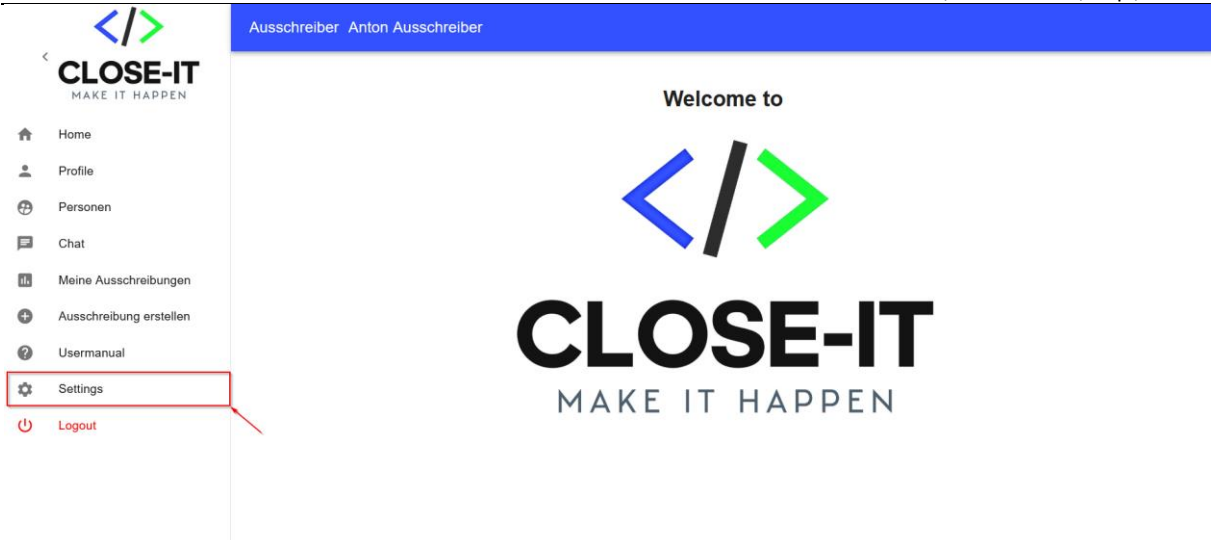 CLOSE-IT
MAKE IT HAPPEN
Home
Profile
Personen
Chat
Meine Ausschreibungen
Ausschreibung erstellen
Usermanual
Settings
Logout
Ausschreiber Anton Ausschreiber
Welcome to
CLOSE-IT
MAKE IT HAPPEN